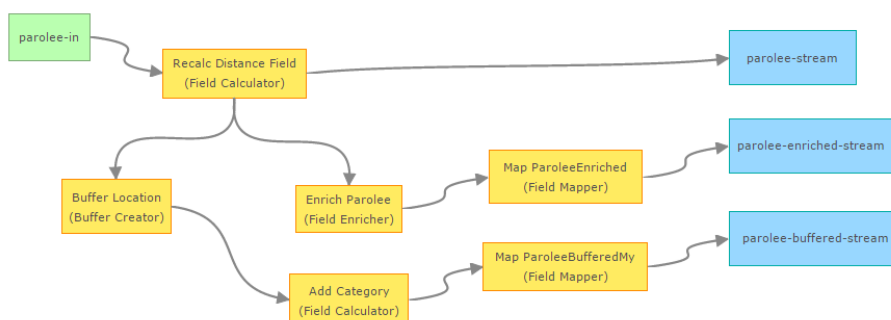 parolee-in
Recalc Distance Field
(Field Calculator)
parolee-stream
Buffer Location
(Buffer Creator)
Enrich Parolee
(Field Enricher)
Map ParoleeEnriched
(Field Mapper)
parolee-enriched-stream
Add Category
(Field Calculator)
Map ParoleeBufferedMy
(Field Mapper)
parolee-buffered-stream